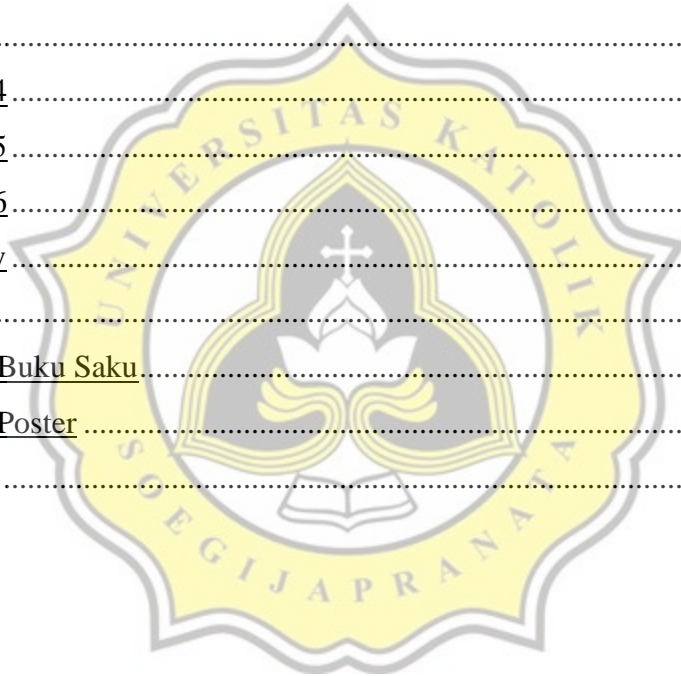 ....................................................................................................
4 ....................................................................................................
5 ....................................................................................................
6 ....................................................................................................
....................................................................................................
....................................................................................................
Buku Saku ....................................................................................................
Poster ....................................................................................................
....................................................................................................
UNIVERSITAS KATOLIK
SOEGIJAPRANATA